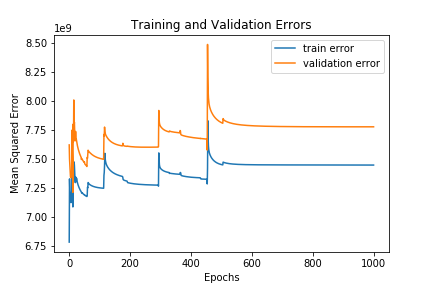 Training and Validation Errors
1e9
train error
validation error
8.50
8.25
8.00
7.75
7.50
7.25
7.00
6.75
Mean Squared Error
0
200
400
600
800
1000
Epochs